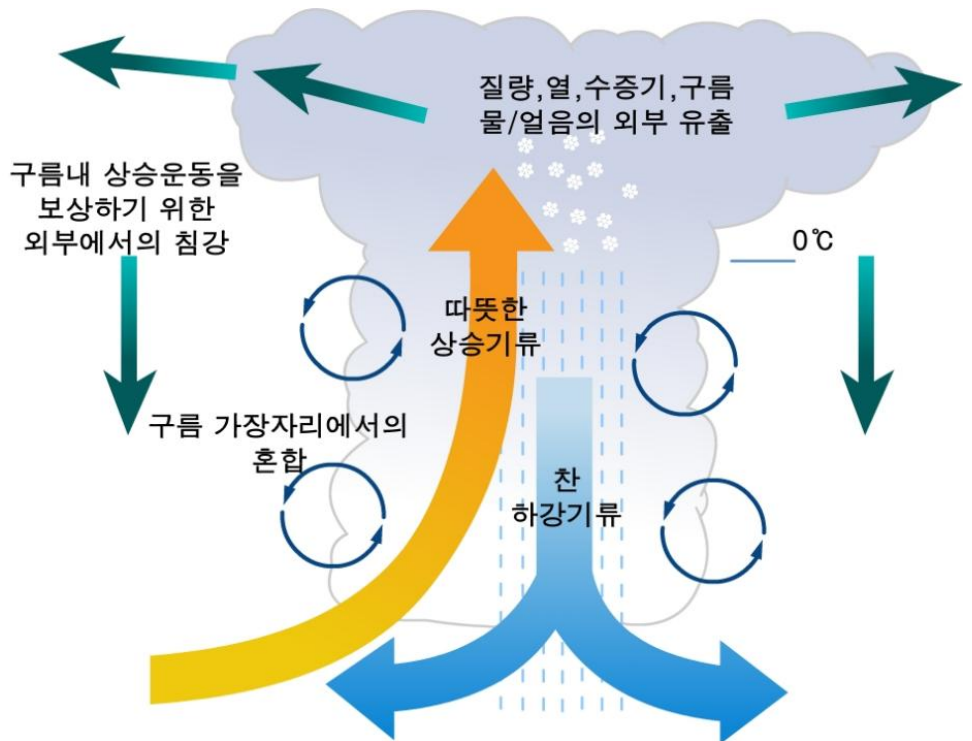 질량,열,수증기,구름
물/얼음의 외부 유출
구름내 상승운동을
보상하기 위한
외부에서의 침강
0℃
따뜻한
상승기류
구름 가장자리에서의
혼합
찬
하강기류